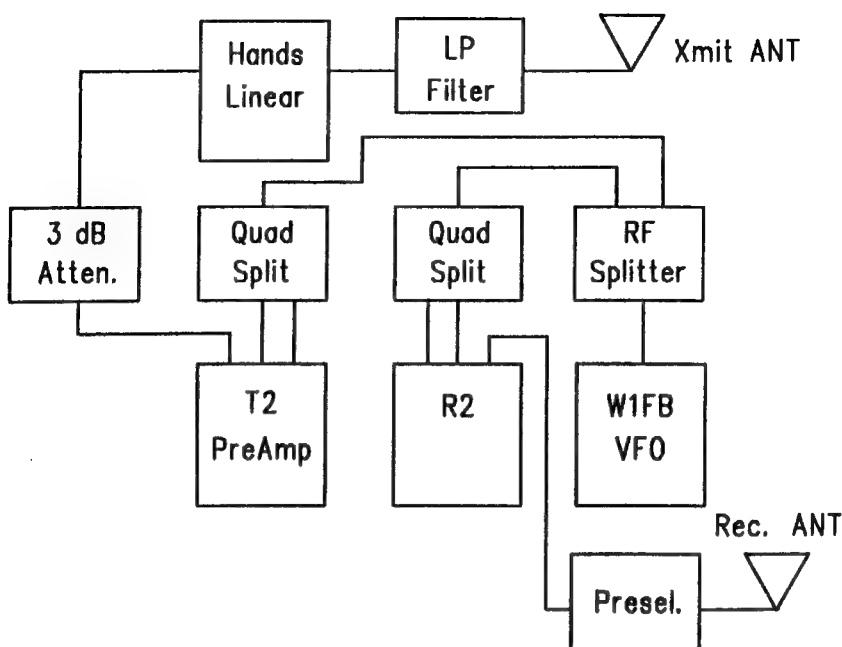 Hands
Linear
LP
Filter
Xmit ANT
3 dB
Atten.
Quad
Split
Quad
Split
RF
Splitter
T2
PreAmp
R2
W1FB
VFO
Rec. ANT
Presel.